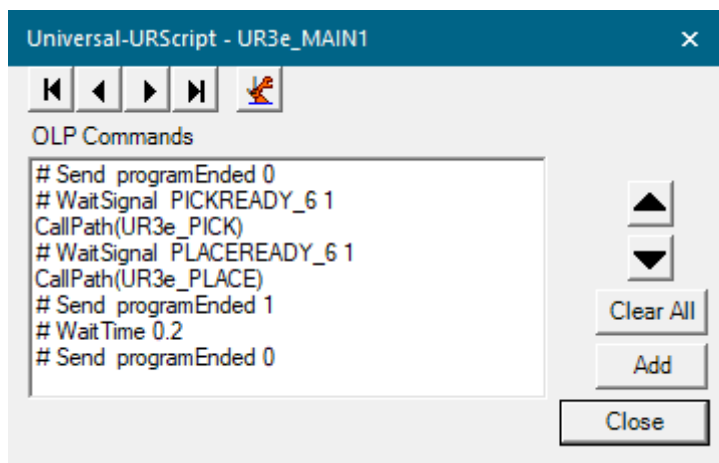 Universal-URScript - UR3e_MAIN1
OLP Commands
# Send programEnded 0
# WaitSignal PICKREADY_6 1
CallPath(UR3e_PICK)
# WaitSignal PLACEREADY_6 1
CallPath(UR3e_PLACE)
# Send programEnded 1
# WaitTime 0.2
# Send programEnded 0
Clear All
Add
Close